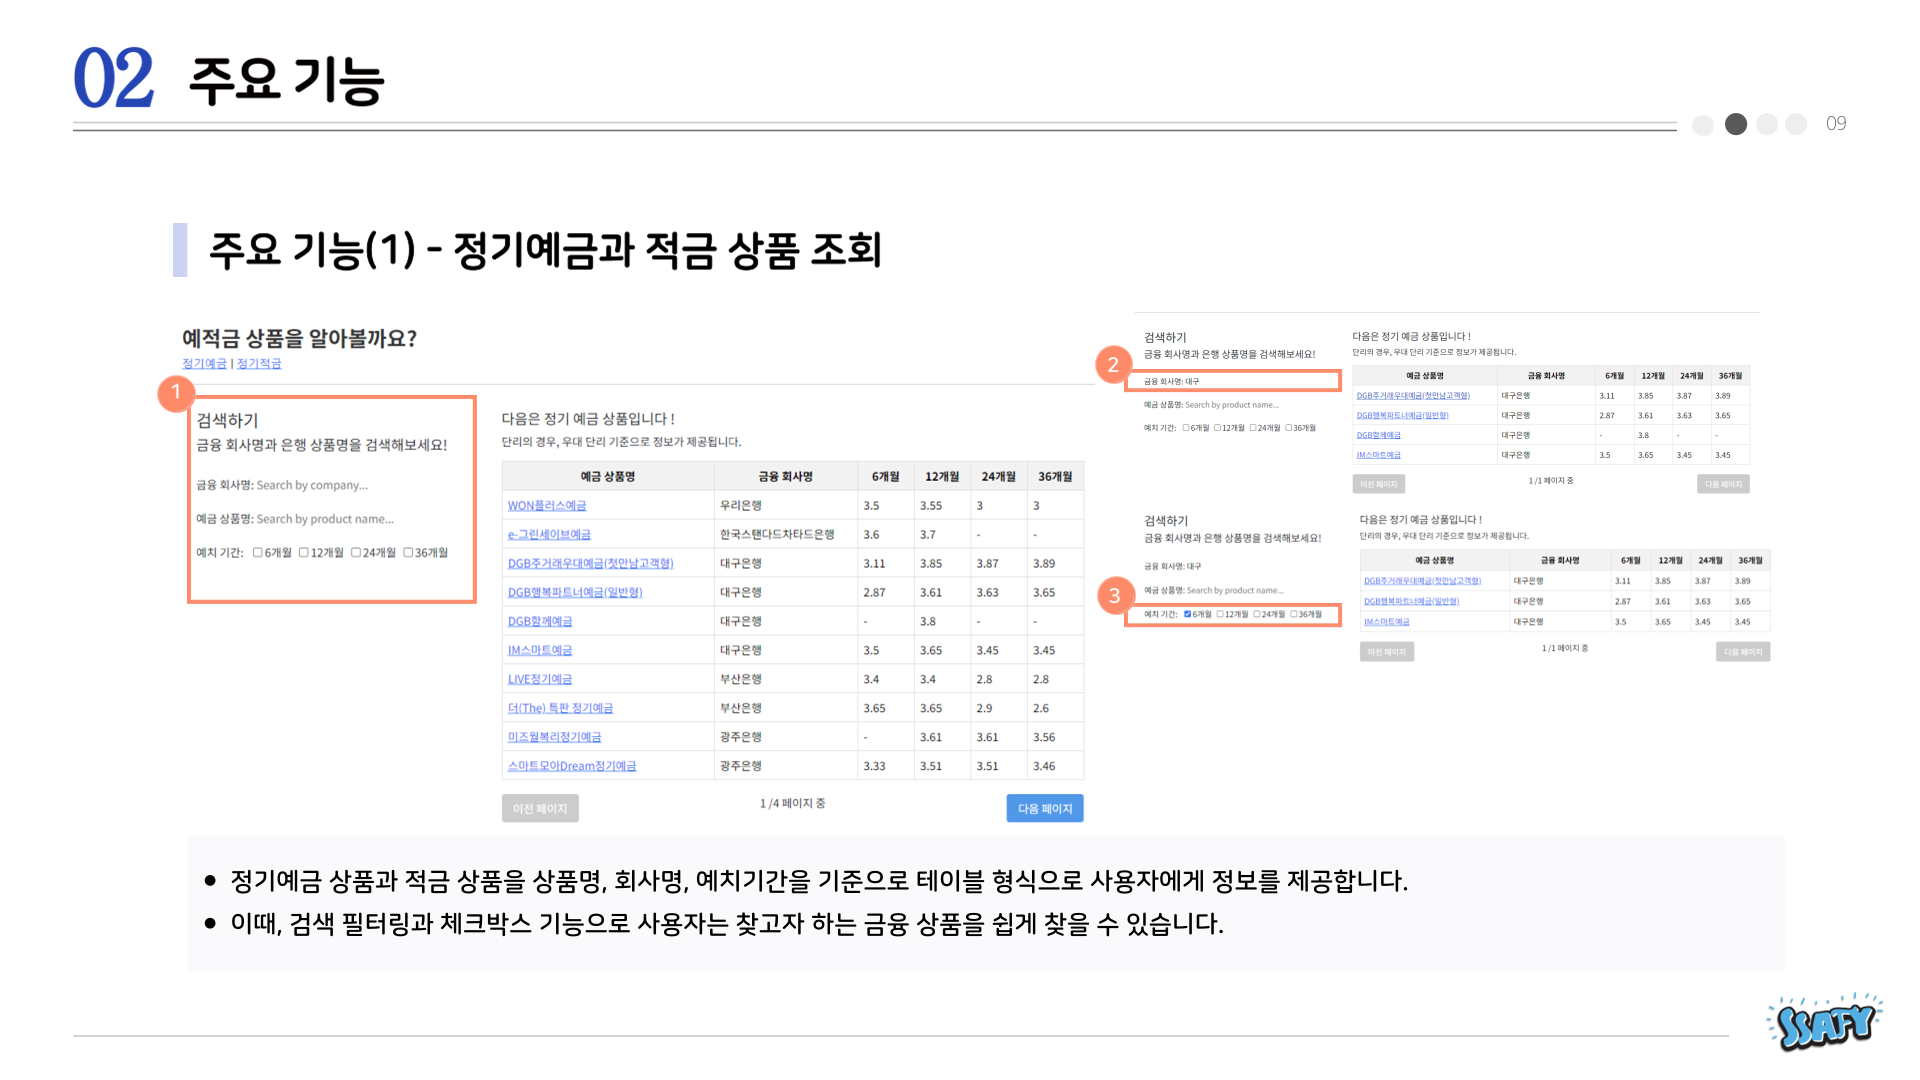 02 주요 기능
09
주요 기능(1) - 정기예금과 적금 상품 조회
예적금 상품을 알아볼까요?
정기예금 | 정기적금
1
검색하기
금융 회사명과 은행 상품명을 검색해보세요!
금융 회사명: Search by company...
예금 상품명: Search by product name...
예치 기간: 6개월 12개월 24개월 36개월
다음은 정기 예금 상품입니다 !
단리의 경우, 우대 단리 기준으로 정보가 제공됩니다.
예금 상품명 금융 회사명 6개월 12개월 24개월 36개월
WON플러스예금 우리은행 3.5 3.55 3 3
e-그린세이브예금 한국스탠다드차타드은행 3.6 3.7 - -
DGB주거래우대예금(첫만남고객형) 대구은행 3.11 3.85 3.87 3.89
DGB행복파트너예금(일반형) 대구은행 2.87 3.61 3.63 3.65
DGB함께예금 대구은행 - 3.8 - -
IM스마트예금 대구은행 3.5 3.65 3.45 3.45
LIVE정기예금 부산은행 3.4 3.4 2.8 2.8
더(The) 특판 정기예금 부산은행 3.65 3.65 2.9 2.6
미즈월복리정기예금 광주은행 - 3.61 3.61 3.56
스마트모아Dream정기예금 광주은행 3.33 3.51 3.51 3.46
이전 페이지 1 /4 페이지 중 다음 페이지
검색하기
금융 회사명과 은행 상품명을 검색해보세요!
2
금융 회사명: 대구
예금 상품명: Search by product name...
예치 기간: 6개월 12개월 24개월 36개월
다음은 정기 예금 상품입니다 !
단리의 경우, 우대 단리 기준으로 정보가 제공됩니다.
예금 상품명 금융 회사명 6개월 12개월 24개월 36개월
DGB주거래우대예금(첫만남고객형) 대구은행 3.11 3.85 3.87 3.89
DGB행복파트너예금(일반형) 대구은행 2.87 3.61 3.63 3.65
DGB함께예금 대구은행 - 3.8 - -
IM스마트예금 대구은행 3.5 3.65 3.45 3.45
이전 페이지 1 /1 페이지 중 다음 페이지
검색하기
금융 회사명과 은행 상품명을 검색해보세요!
금융 회사명: 대구
예금 상품명: Search by product name...
3
예치 기간: 6개월 12개월 24개월 36개월
다음은 정기 예금 상품입니다 !
단리의 경우, 우대 단리 기준으로 정보가 제공됩니다.
예금 상품명 금융 회사명 6개월 12개월 24개월 36개월
DGB주거래우대예금(첫만남고객형) 대구은행 3.11 3.85 3.87 3.89
DGB행복파트너예금(일반형) 대구은행 2.87 3.61 3.63 3.65
IM스마트예금 대구은행 3.5 3.65 3.45 3.45
이전 페이지 1 /1 페이지 중 다음 페이지
● 정기예금 상품과 적금 상품을 상품명, 회사명, 예치기간을 기준으로 테이블 형식으로 사용자에게 정보를 제공합니다.
● 이때, 검색 필터링과 체크박스 기능으로 사용자는 찾고자 하는 금융 상품을 쉽게 찾을 수 있습니다.
SSAFY